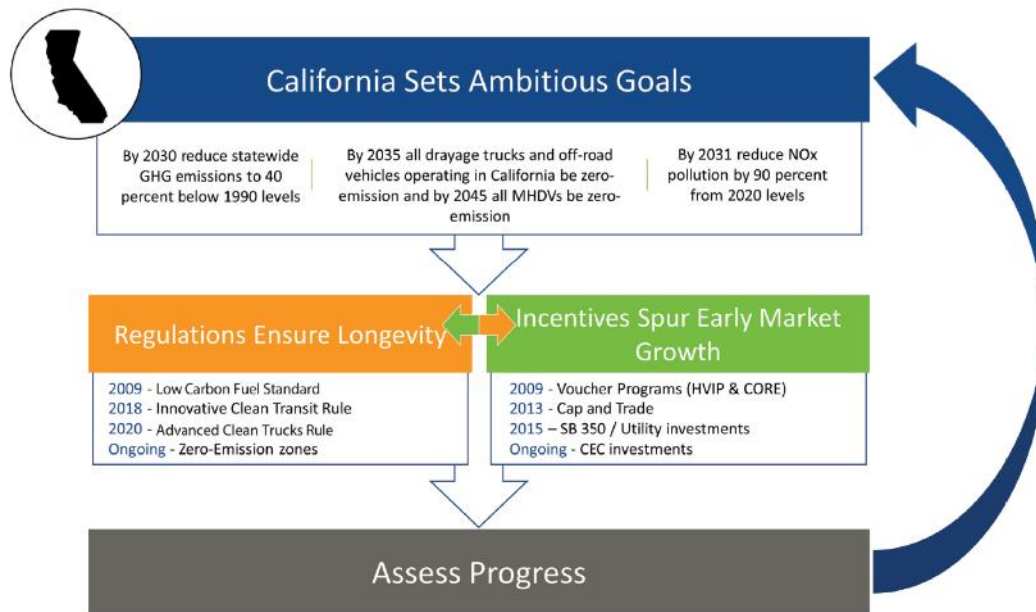 California Sets Ambitious Goals
By 2030 reduce statewide
GHG emissions to 40
percent below 1990 levels
By 2035 all drayage trucks and off-road
vehicles operating in California be zero-
emission and by 2045 all MHDVs be zero-
emission
By 2031 reduce NOx
pollution by 90 percent
from 2020 levels
Regulations Ensure Longevity
2009 - Low Carbon Fuel Standard
2018 - Innovative Clean Transit Rule
2020 - Advanced Clean Trucks Rule
Ongoing - Zero-Emission zones
Incentives Spur Early Market
Growth
2009 - Voucher Programs (HVIP & CORE)
2013 - Cap and Trade
2015 – SB 350 / Utility investments
Ongoing - CEC investments
Assess Progress